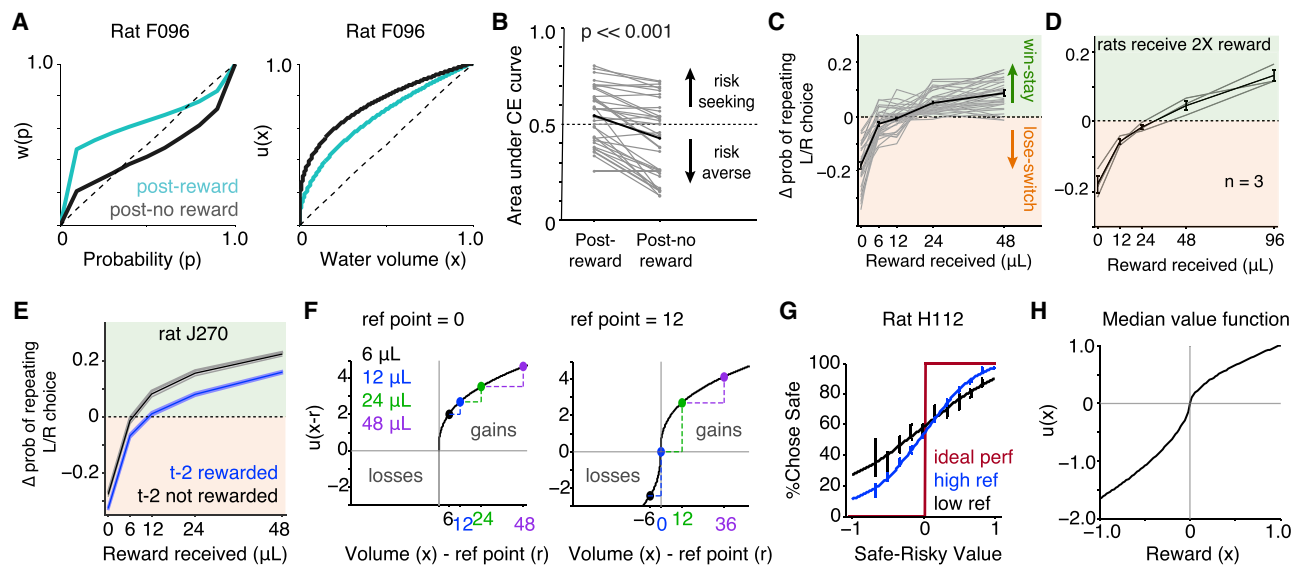 A
Rat F096
w(p)
1.0
0
0
1.0
Probability (p)
post-reward
post-no reward
Rat F096
u(x)
1.0
0
0
1.0
Water volume (x)
B
p << 0.001
Area under CE curve
1.0
0.5
0
risk
seeking
risk
averse
Post-
reward
Post-no
reward
C
Δ prob of repeating
L/R choice
0.2
0
−0.2
win-stay
lose-switch
0 6 12 24 48
Reward received (µL)
D
rats receive 2X reward
0.2
0
−0.2
n = 3
0 12 24 48 96
Reward received (µL)
E
rat J270
Δ prob of repeating
L/R choice
0.2
0
−0.2
t-2 rewarded
t-2 not rewarded
0 6 12 24 48
Reward received (µL)
F
ref point = 0
u(x-r)
4
2
0
−2
6 µL
12 µL
24 µL
48 µL
gains
losses
6 12 24 48
Volume (x) - ref point (r)
ref point = 12
4
2
0
−2
gains
losses
−6 0 12 36
Volume (x) - ref point (r)
G
Rat H112
%Chose Safe
100
80
60
40
20
0
ideal perf
high ref
low ref
−1 0 1
Safe-Risky Value
H
Median value function
u(x)
1.0
0
-1.0
-2.0
-1.0 0 1.0
Reward (x)